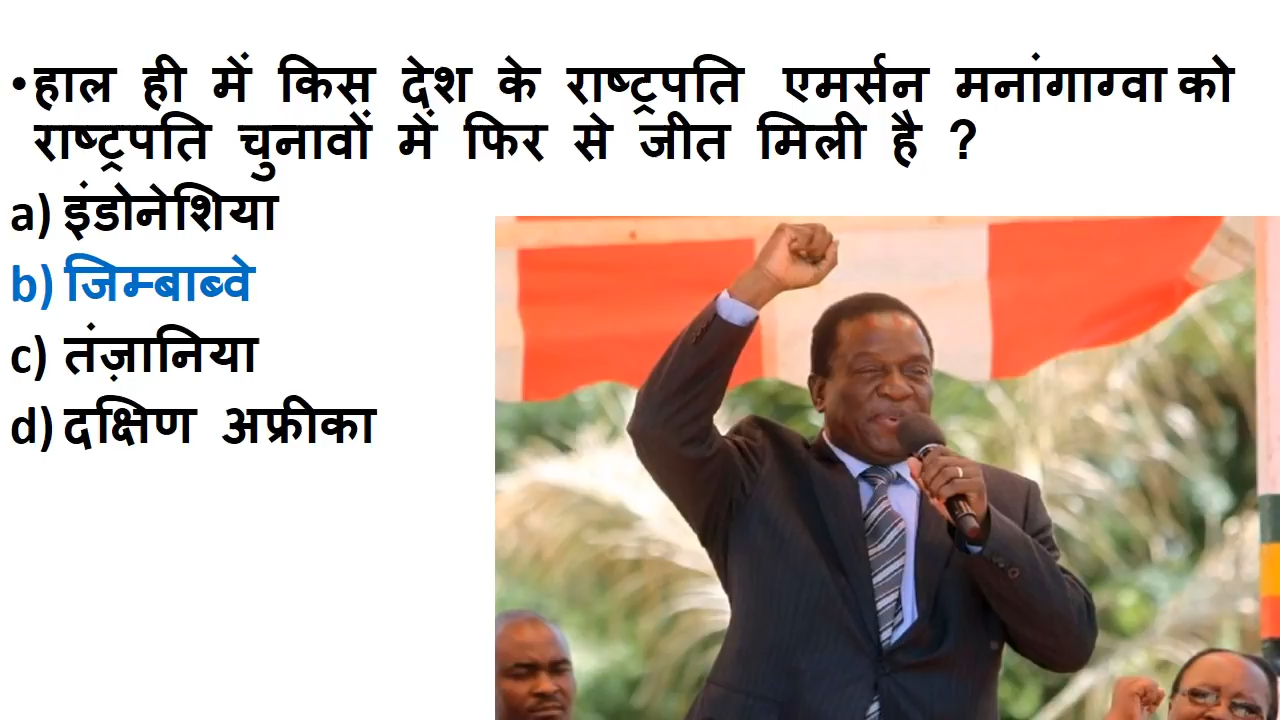 •हाल ही में किस देश के राष्ट्रपति एमर्सन मनांगाग्वा को
राष्ट्रपति चुनावों में फिर से जीत मिली है ?
a) इंडोनेशिया
b) जिम्बाब्वे
c) तंज़ानिया
d) दक्षिण अफ्रीका